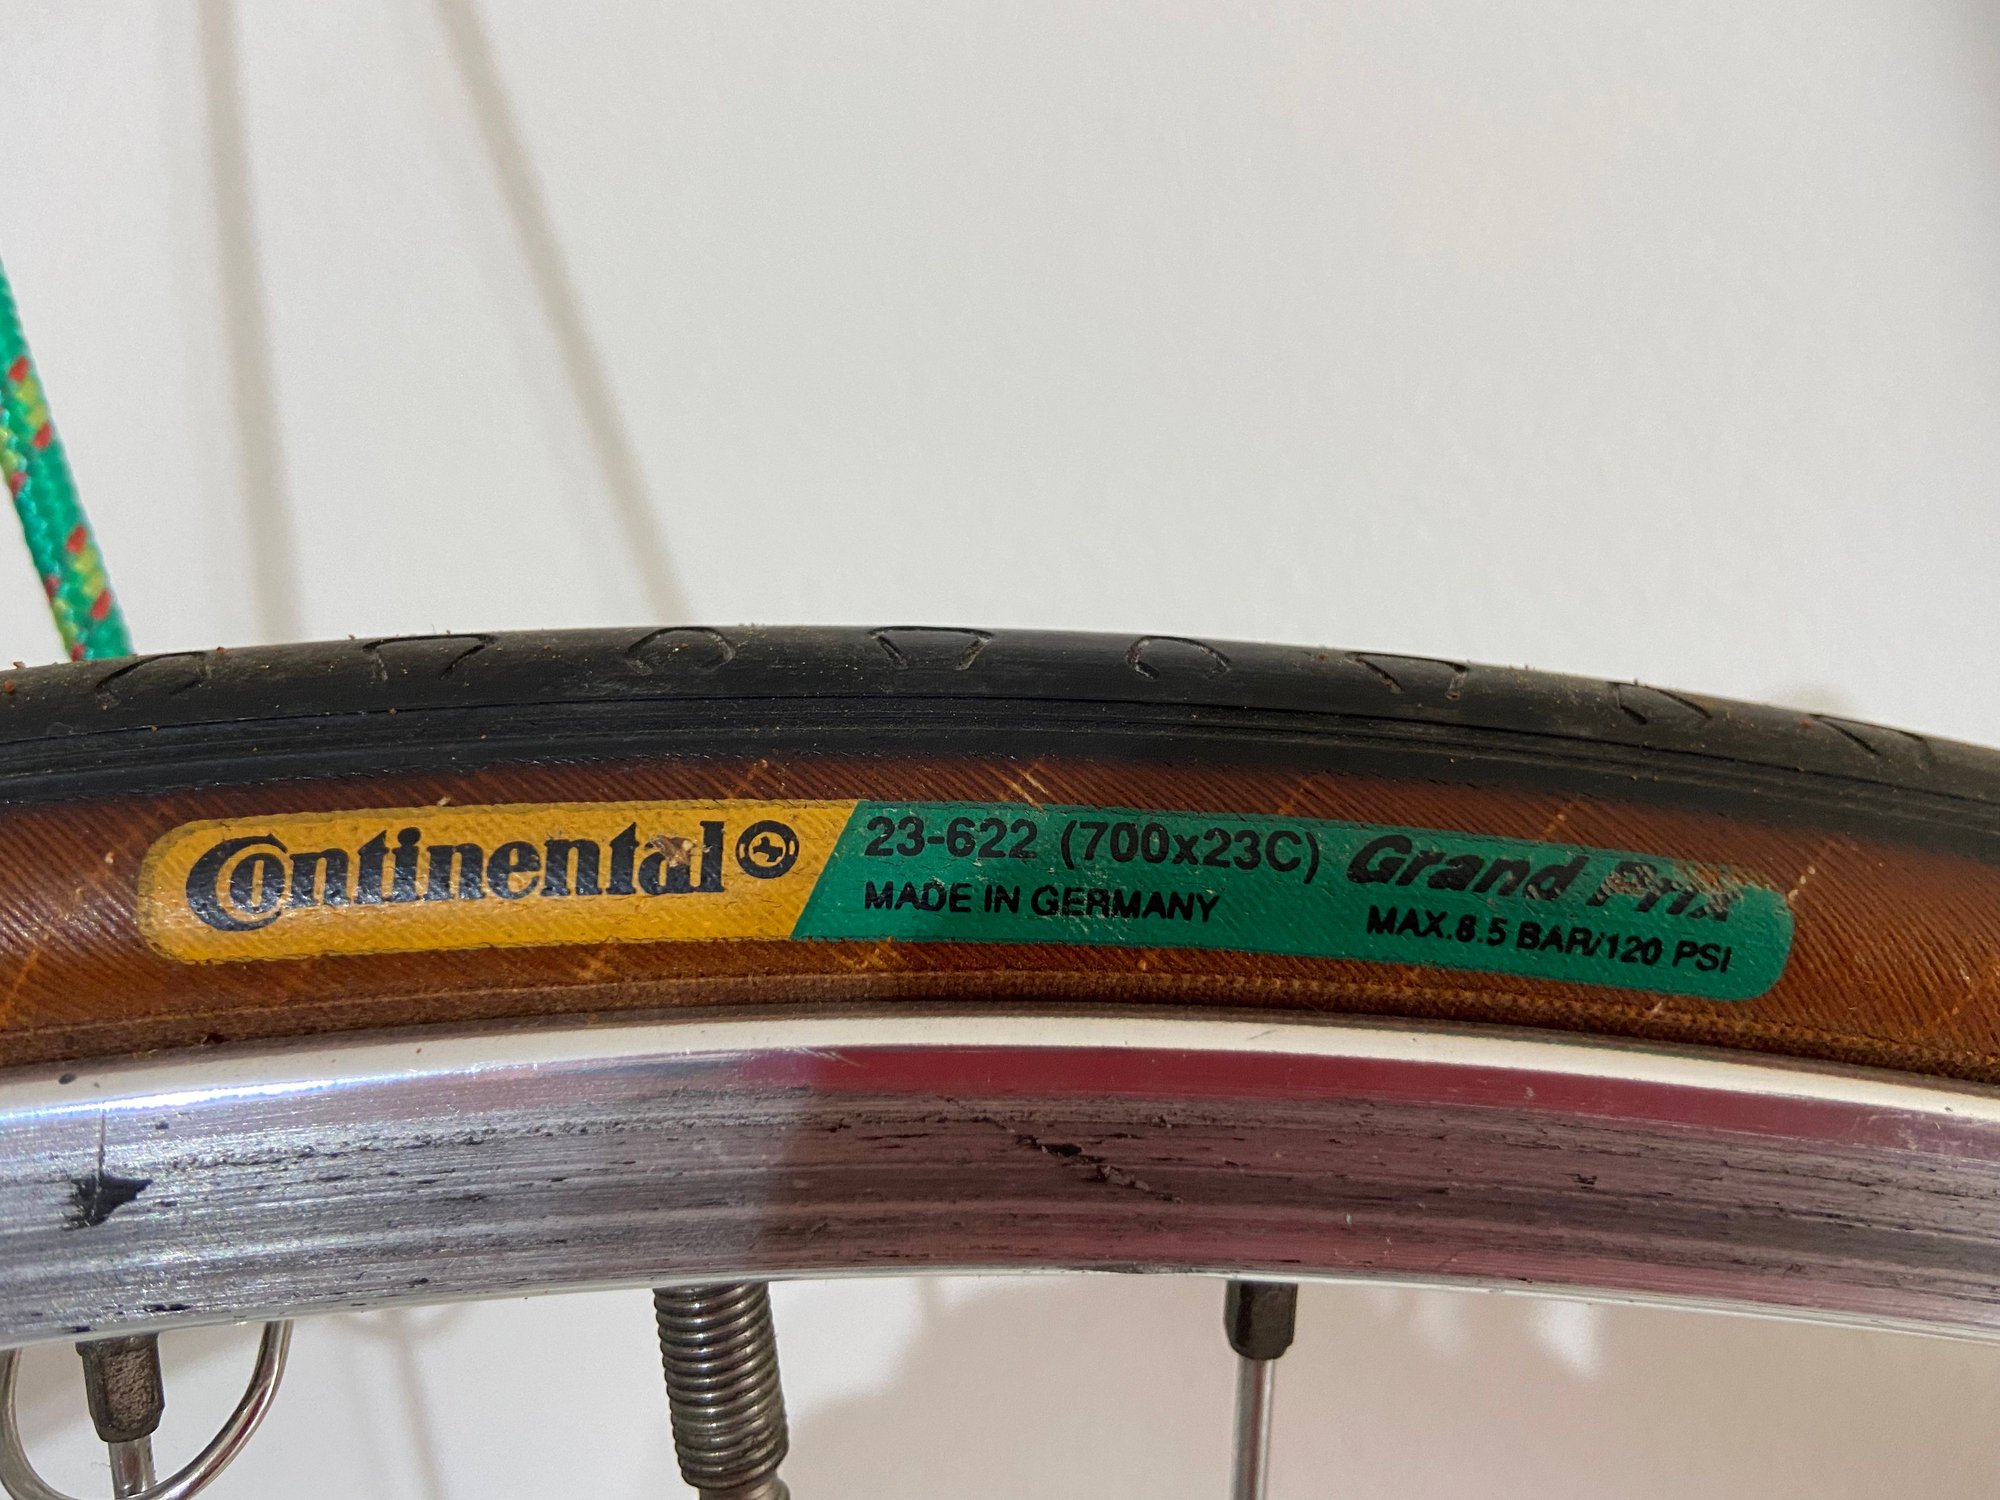 Continental 23-622 (700x23C) Grand Prix
MADE IN GERMANY MAX.8.5 BAR/120 PSI